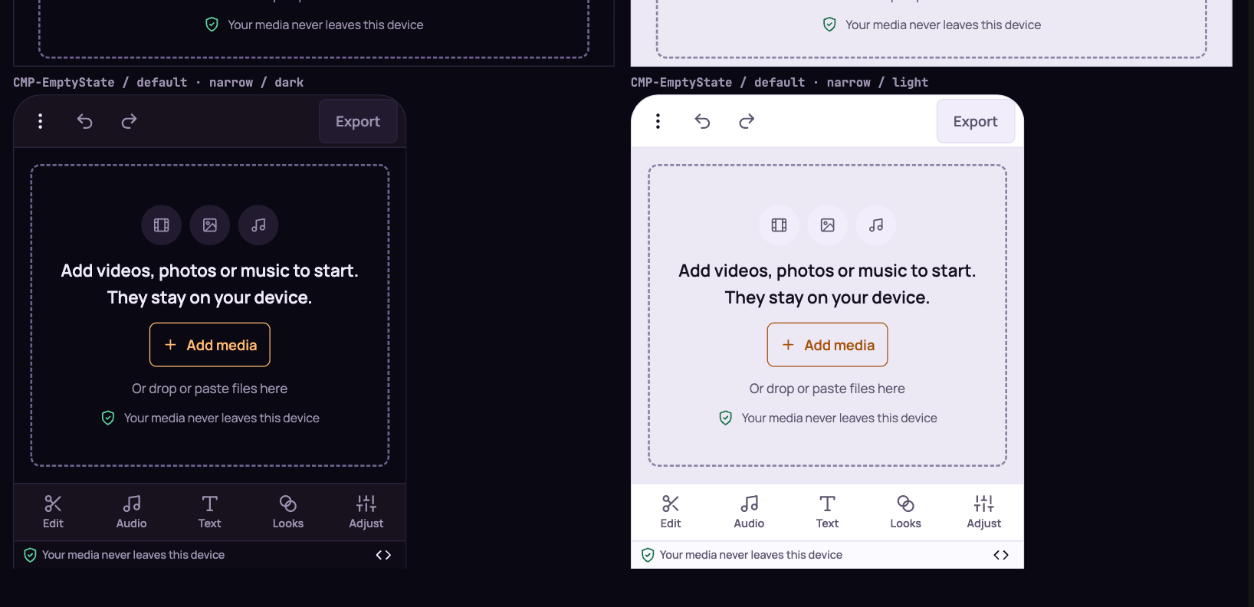 Your media never leaves this device
Your media never leaves this device
CMP-EmptyState / default · narrow / dark
Export
Add videos, photos or music to start.
They stay on your device.
+ Add media
Or drop or paste files here
Your media never leaves this device
Edit
Audio
Text
Looks
Adjust
Your media never leaves this device
CMP-EmptyState / default · narrow / light
Export
Add videos, photos or music to start.
They stay on your device.
+ Add media
Or drop or paste files here
Your media never leaves this device
Edit
Audio
Text
Looks
Adjust
Your media never leaves this device